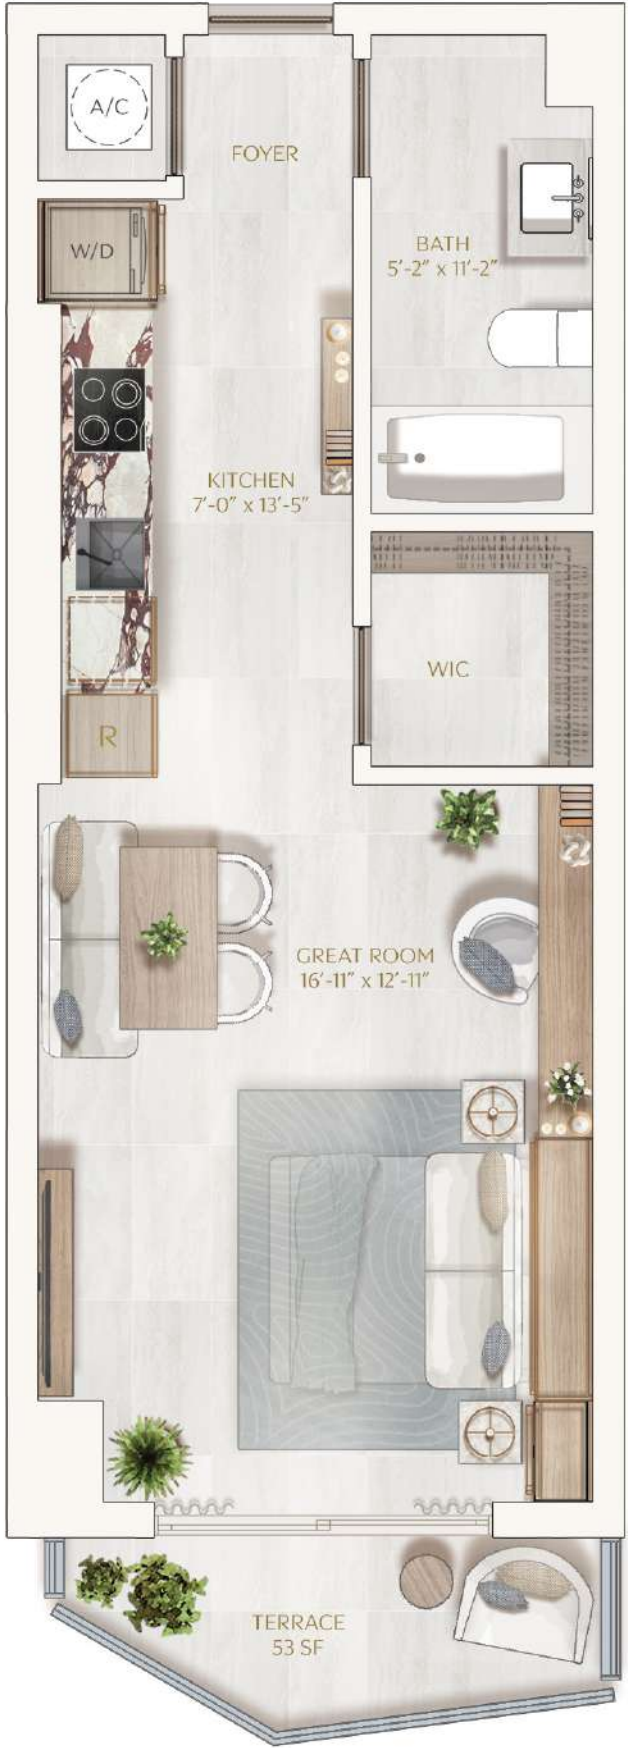 A/C
FOYER
W/D
BATH
5'-2" x 11'-2"
KITCHEN
7'-0" x 13'-5"
WIC
R
GREAT ROOM
16'-11" x 12'-11"
TERRACE
53 SF